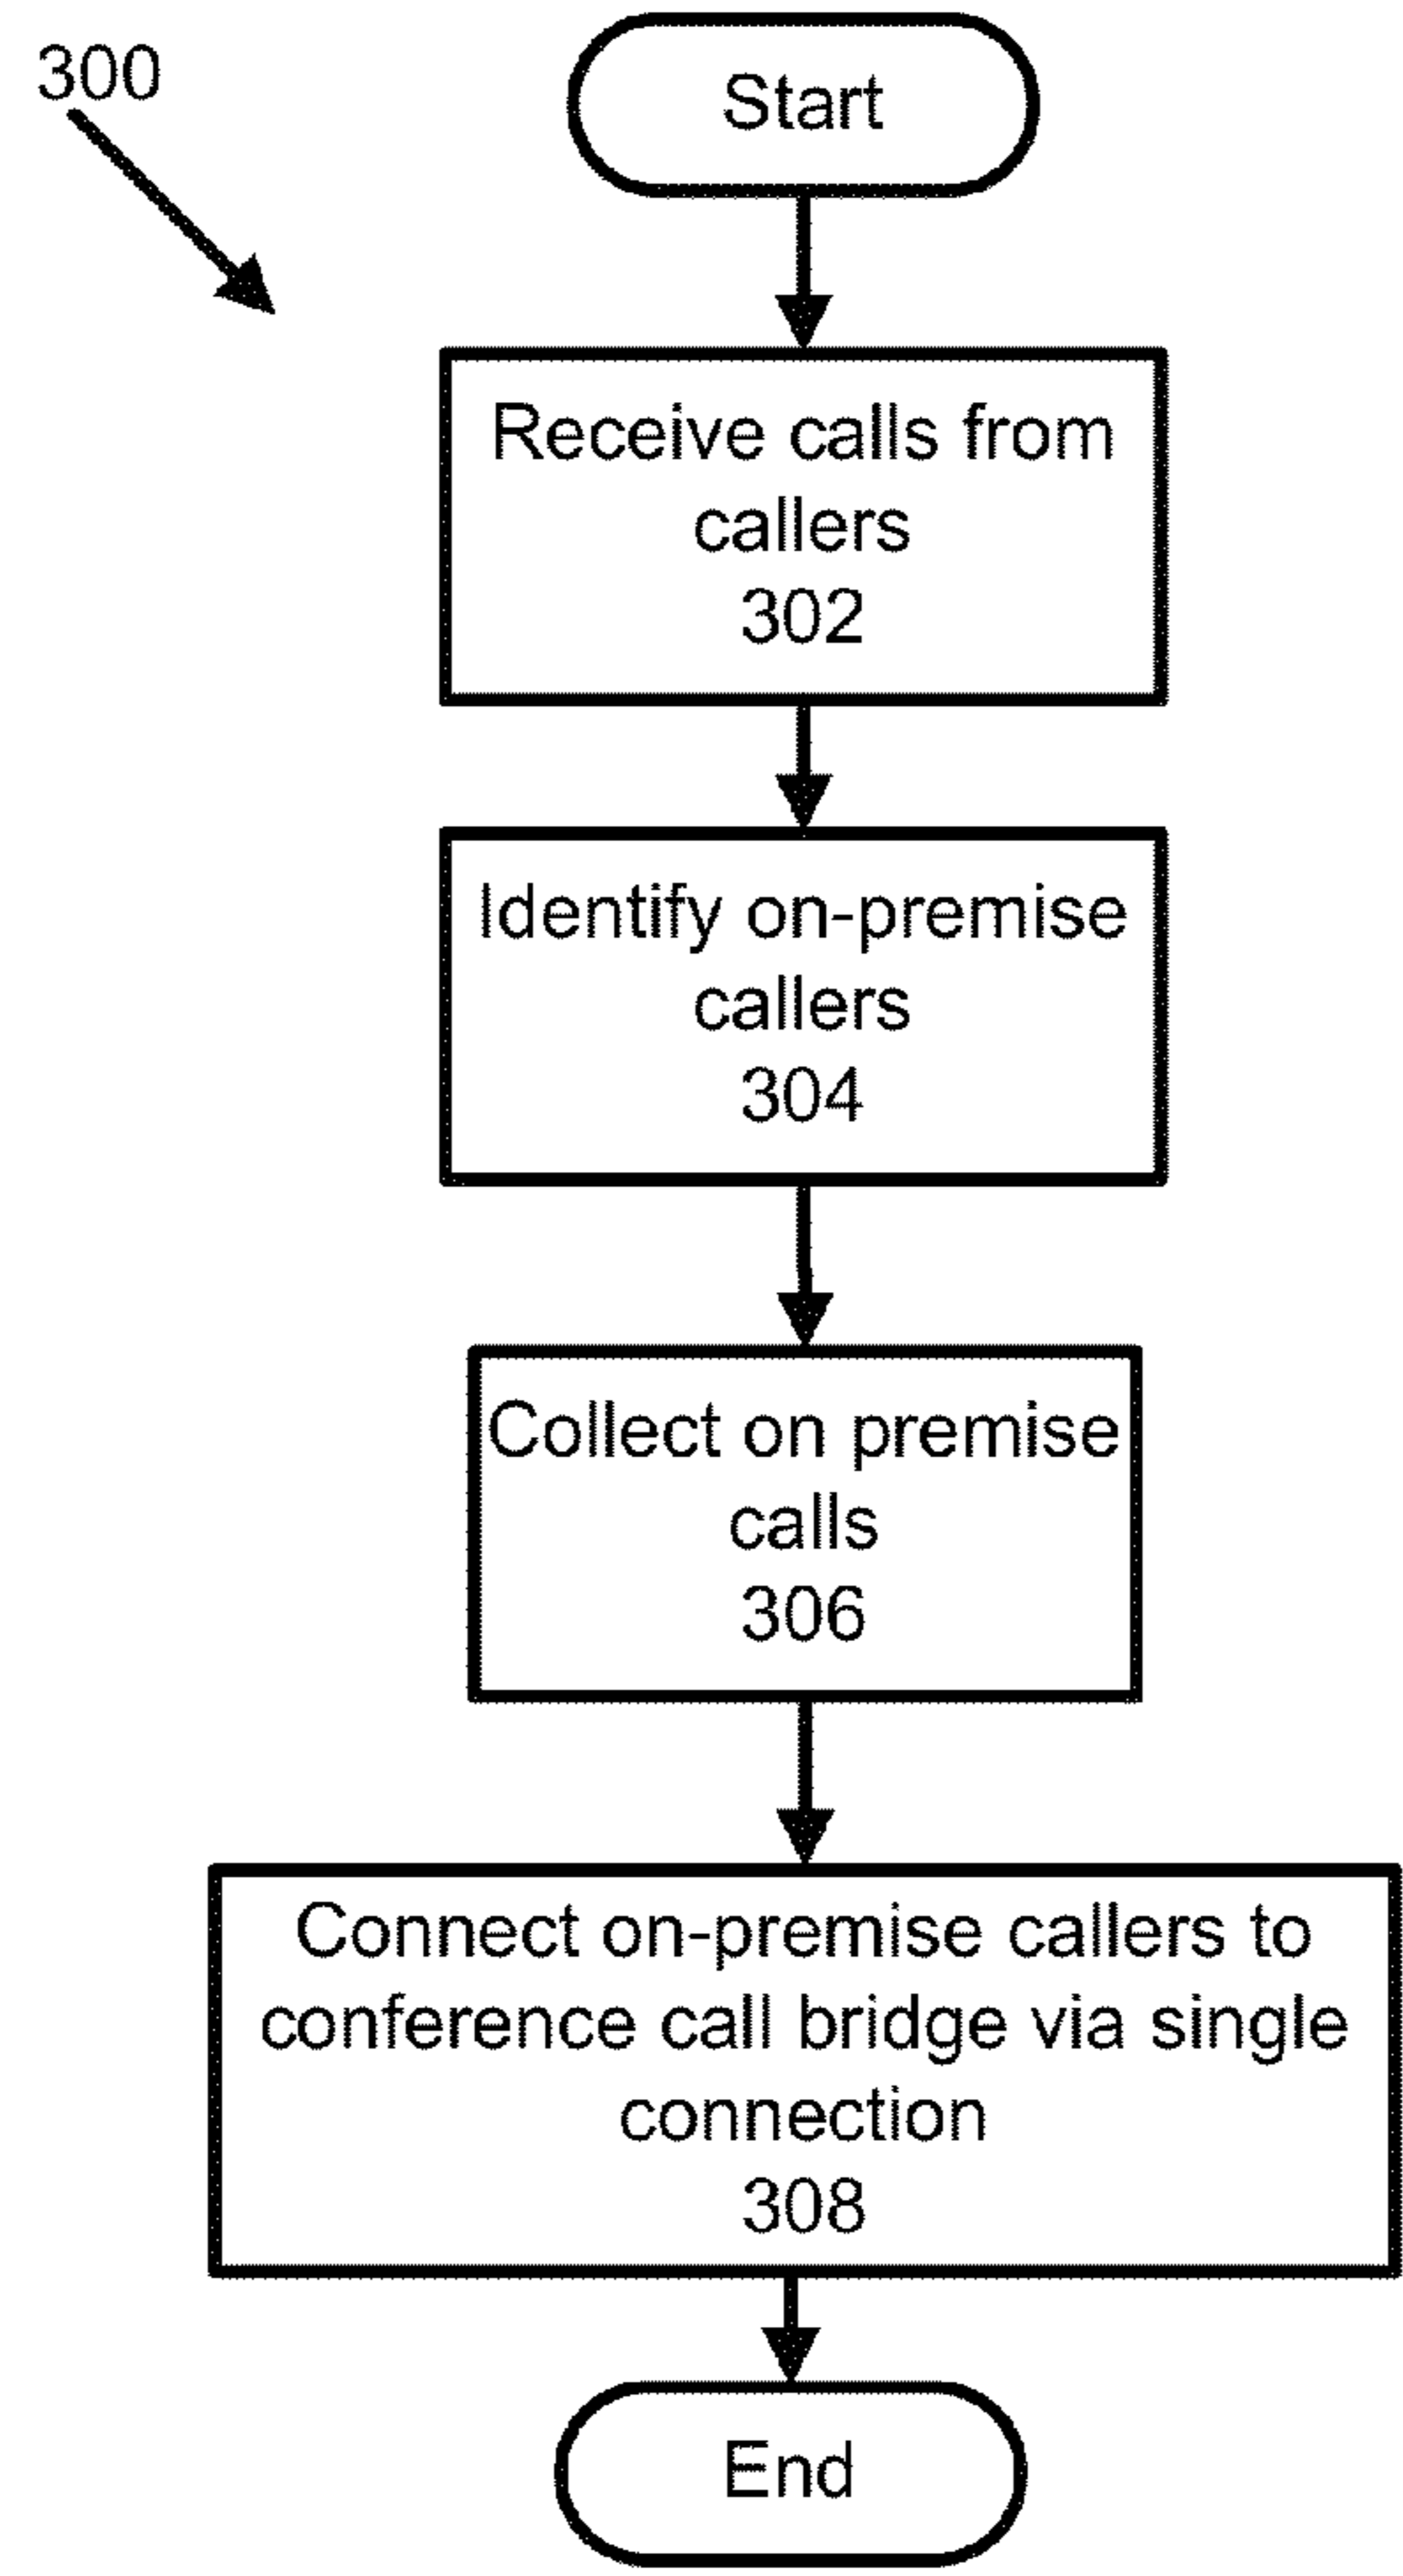 300
Start
Receive calls from
callers
302
Identify on-premise
callers
304
Collect on premise
calls
306
Connect on-premise callers to
conference call bridge via single
connection
308
End